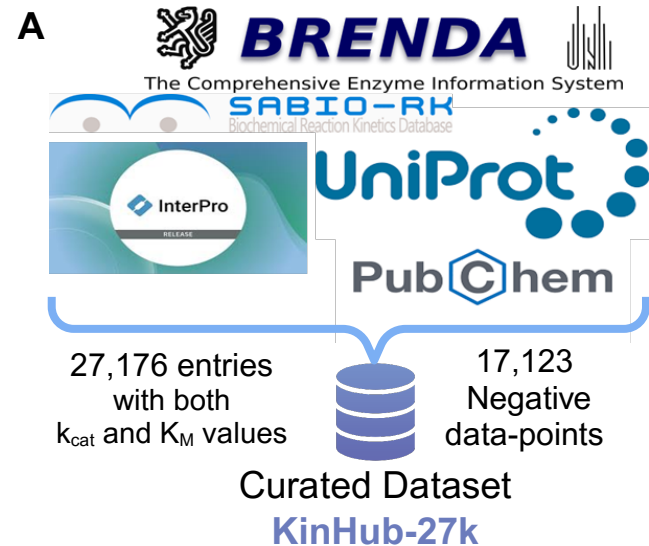 A
BRENDA
The Comprehensive Enzyme Information System
SABIO-RK
Biochemical Reaction Kinetics Database
InterPro
RELEASE
UniProt
PubChem
27,176 entries
with both
kcat and KM values
17,123
Negative
data-points
Curated Dataset
KinHub-27k